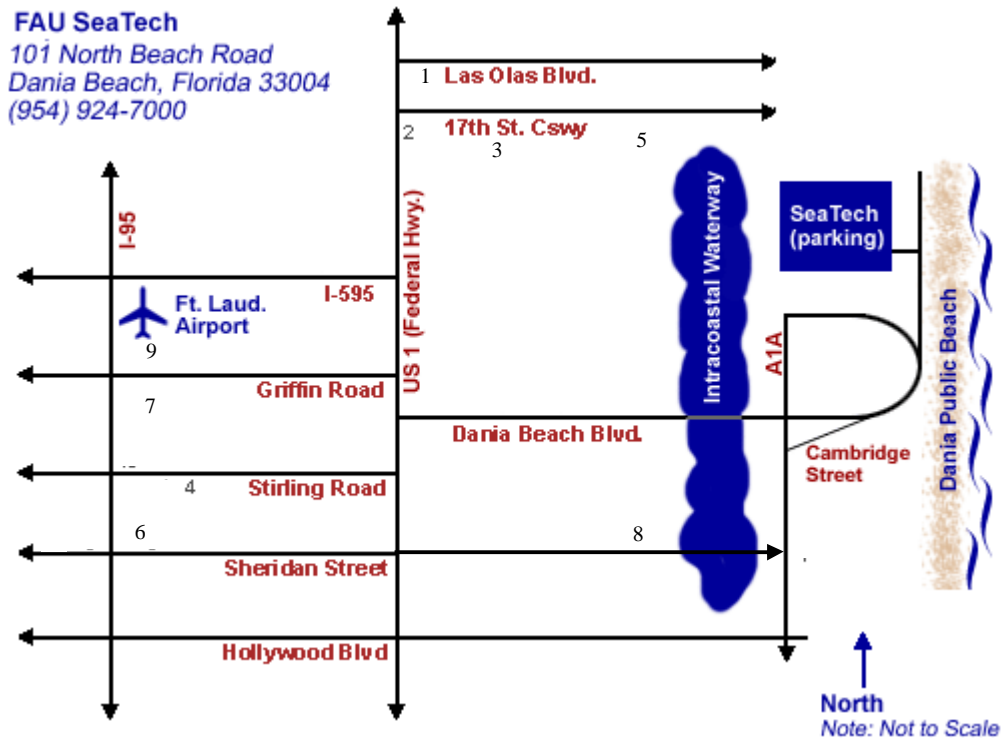 FAU SeaTech
101 North Beach Road
Dania Beach, Florida 33004
(954) 924-7000
1 Las Olas Blvd.
2 17th St. Cswy
3
5
I-95
US 1 (Federal Hwy.)
Intracoastal Waterway
SeaTech
(parking)
I-595
Ft. Laud.
Airport
9
A1A
Dania Public Beach
Griffin Road
7
Dania Beach Blvd.
Cambridge
Street
4 Stirling Road
6
8
Sheridan Street
Hollywood Blvd
North
Note: Not to Scale